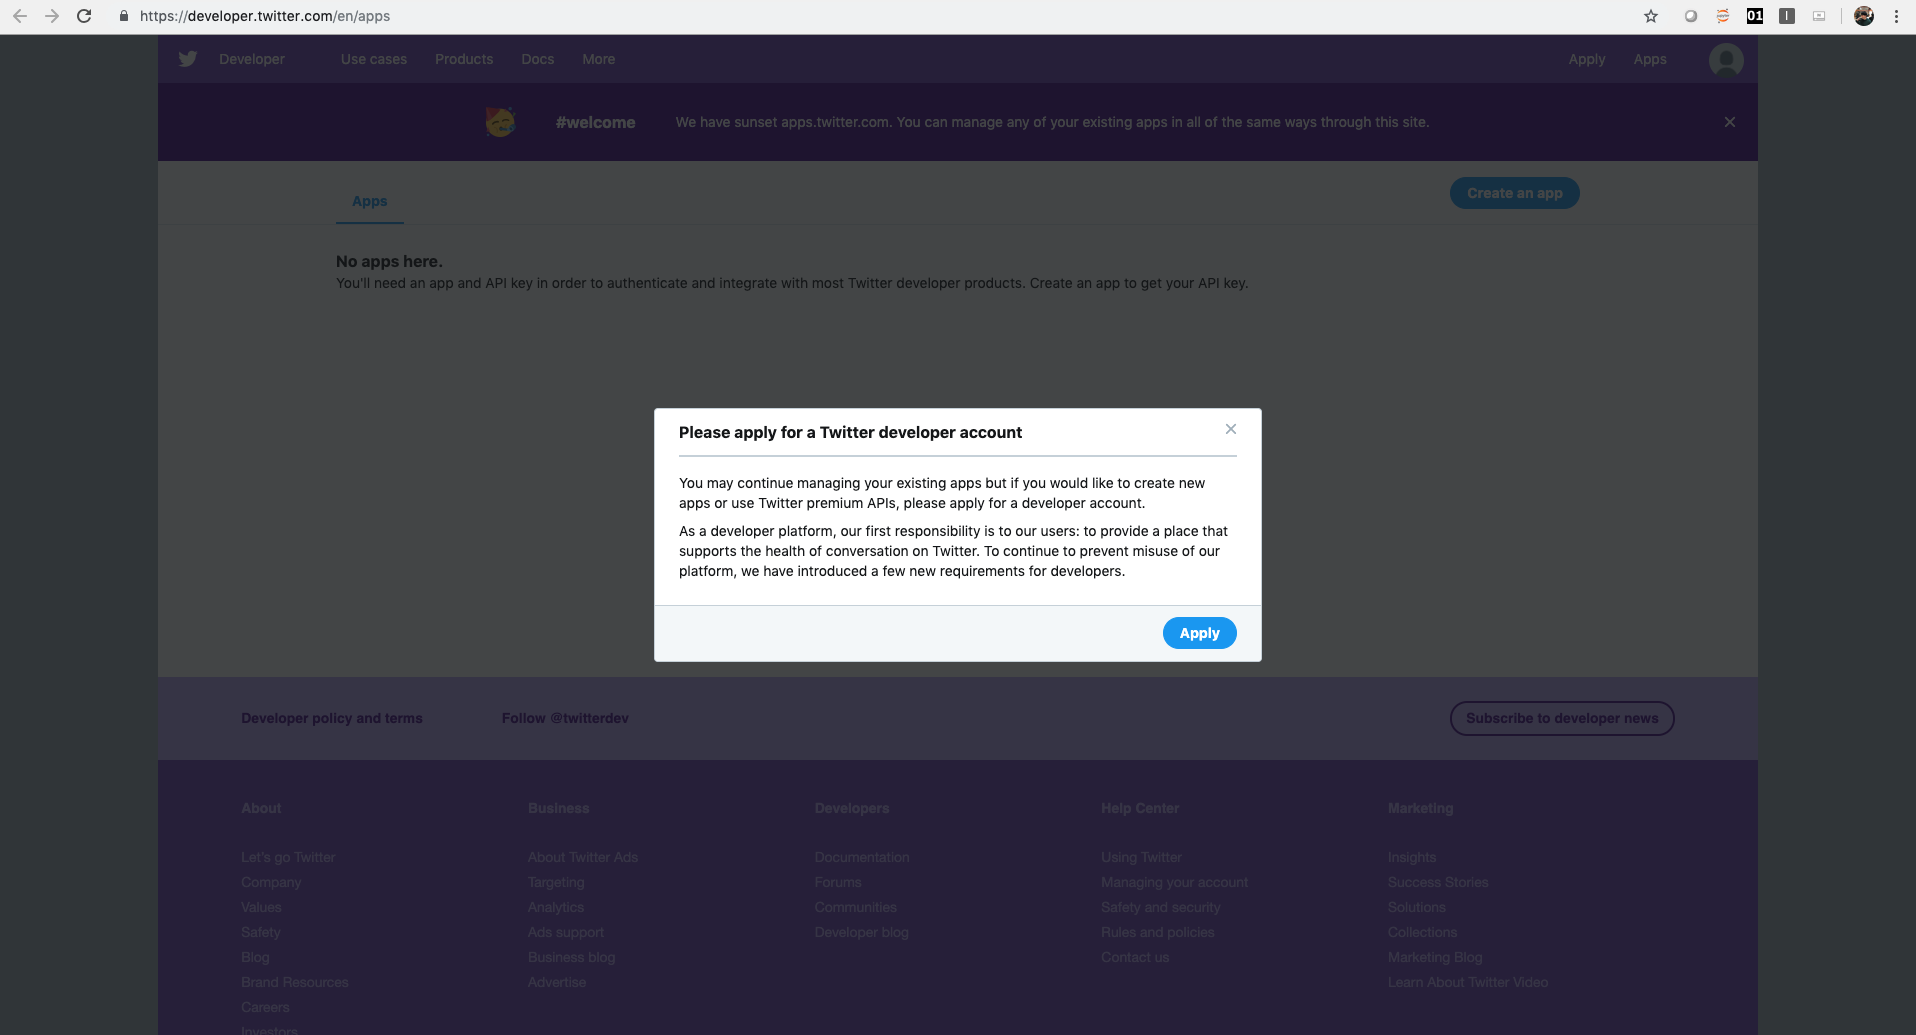 https://developer.twitter.com/en/apps
01
Developer Use cases Products Docs More Apply Apps
#welcome We have sunset apps.twitter.com. You can manage any of your existing apps in all of the same ways through this site.
Apps Create an app
No apps here.
You'll need an app and API key in order to authenticate and integrate with most Twitter developer products. Create an app to get your API key.
Please apply for a Twitter developer account
You may continue managing your existing apps but if you would like to create new
apps or use Twitter premium APIs, please apply for a developer account.
As a developer platform, our first responsibility is to our users: to provide a place that
supports the health of conversation on Twitter. To continue to prevent misuse of our
platform, we have introduced a few new requirements for developers.
Apply
Developer policy and terms Follow @twitterdev Subscribe to developer news
About Business Developers Help Center Marketing
Let's go Twitter About Twitter Ads Documentation Using Twitter Insights
Company Targeting Forums Managing your account Success Stories
Values Analytics Communities Safety and security Solutions
Safety Ads support Developer blog Rules and policies Collections
Blog Business blog Contact us Marketing Blog
Brand Resources Advertise Learn About Twitter Video
Careers
Investors